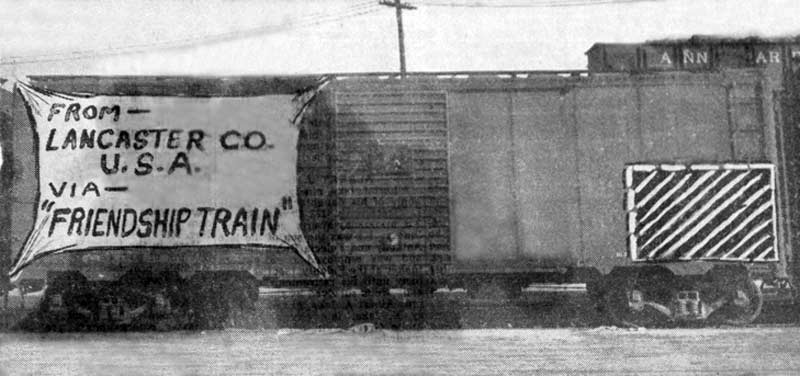 FROM—
LANCASTER CO.
U.S.A.
VIA—
"FRIENDSHIP TRAIN"
ANN AR